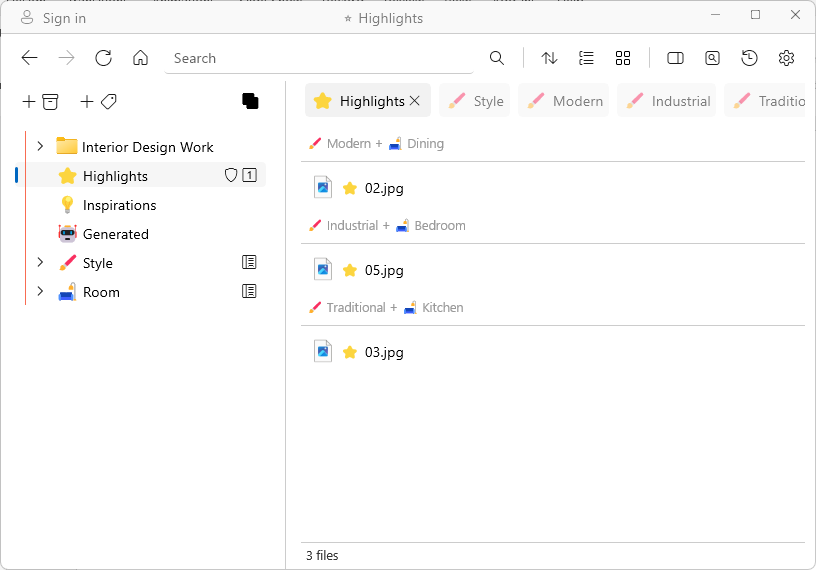 Sign in
Highlights
Search
Highlights
Style
Modern
Industrial
Traditio
Interior Design Work
Highlights
1
Inspirations
Generated
Style
Room
Modern + Dining
02.jpg
Industrial + Bedroom
05.jpg
Traditional + Kitchen
03.jpg
3 files